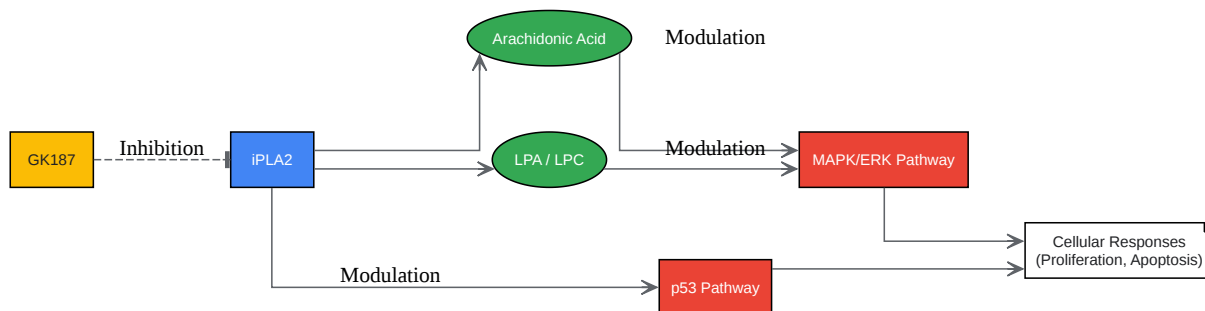 Arachidonic Acid
Modulation
GK187
Inhibition
iPLA2
LPA / LPC
Modulation
MAPK/ERK Pathway
Modulation
p53 Pathway
Cellular Responses
(Proliferation, Apoptosis)